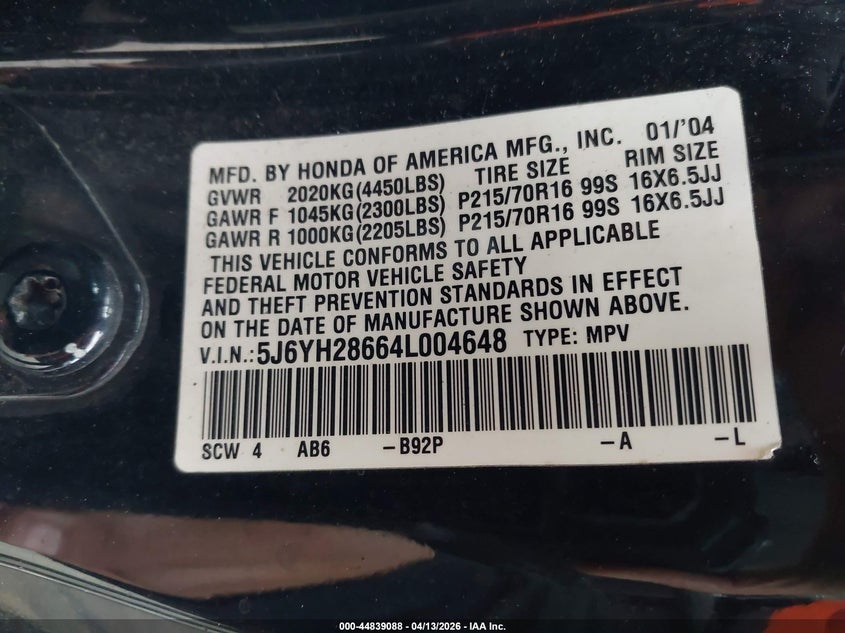 MFD. BY HONDA OF AMERICA MFG., INC. 01/'04
GVWR 2020KG(4450LBS) TIRE SIZE RIM SIZE
GAWR F 1045KG(2300LBS) P215/70R16 99S 16X6.5JJ
GAWR R 1000KG(2205LBS) P215/70R16 99S 16X6.5JJ
THIS VEHICLE CONFORMS TO ALL APPLICABLE
FEDERAL MOTOR VEHICLE SAFETY
AND THEFT PREVENTION STANDARDS IN EFFECT
ON THE DATE OF MANUFACTURE SHOWN ABOVE.
V.I.N.:5J6YH28664L004648 TYPE: MPV
SCW 4 AB6 -B92P -A -L
000-44839088 - 04/13/2026 - IAA Inc.